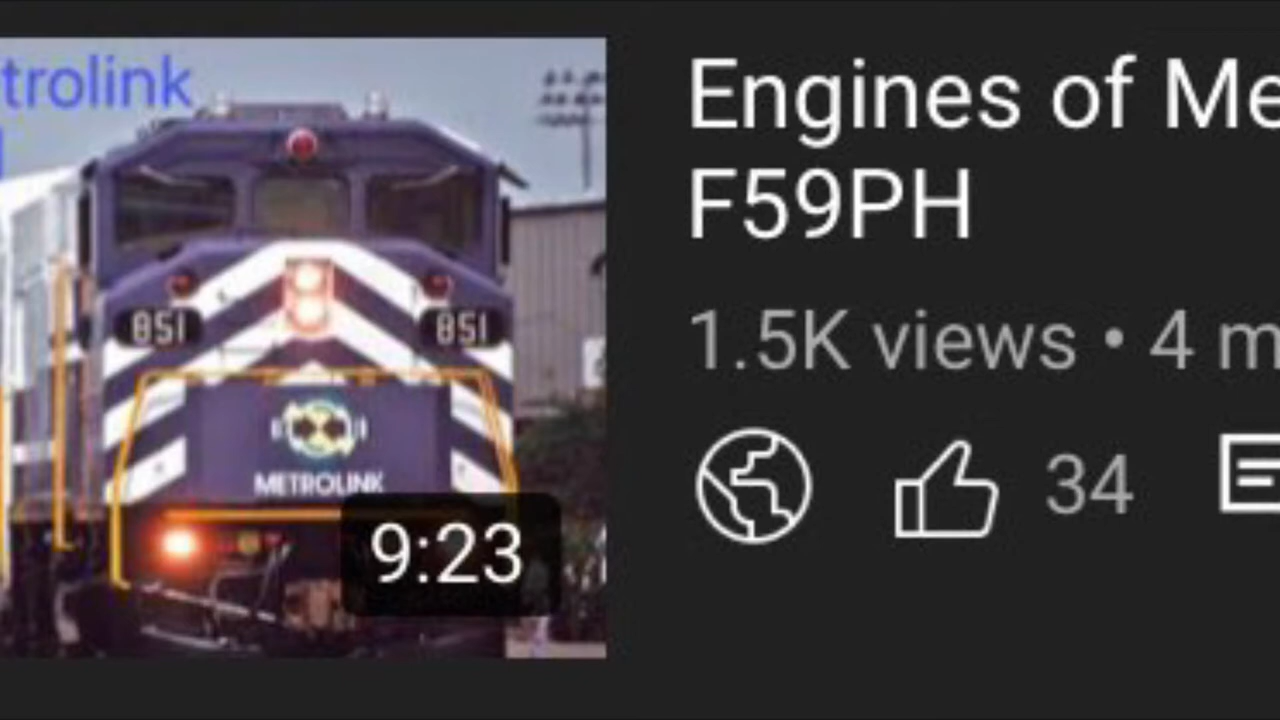 trolink
Engines of Me
F59PH
851
851
METROLINK
9:23
1.5K views • 4 m
34